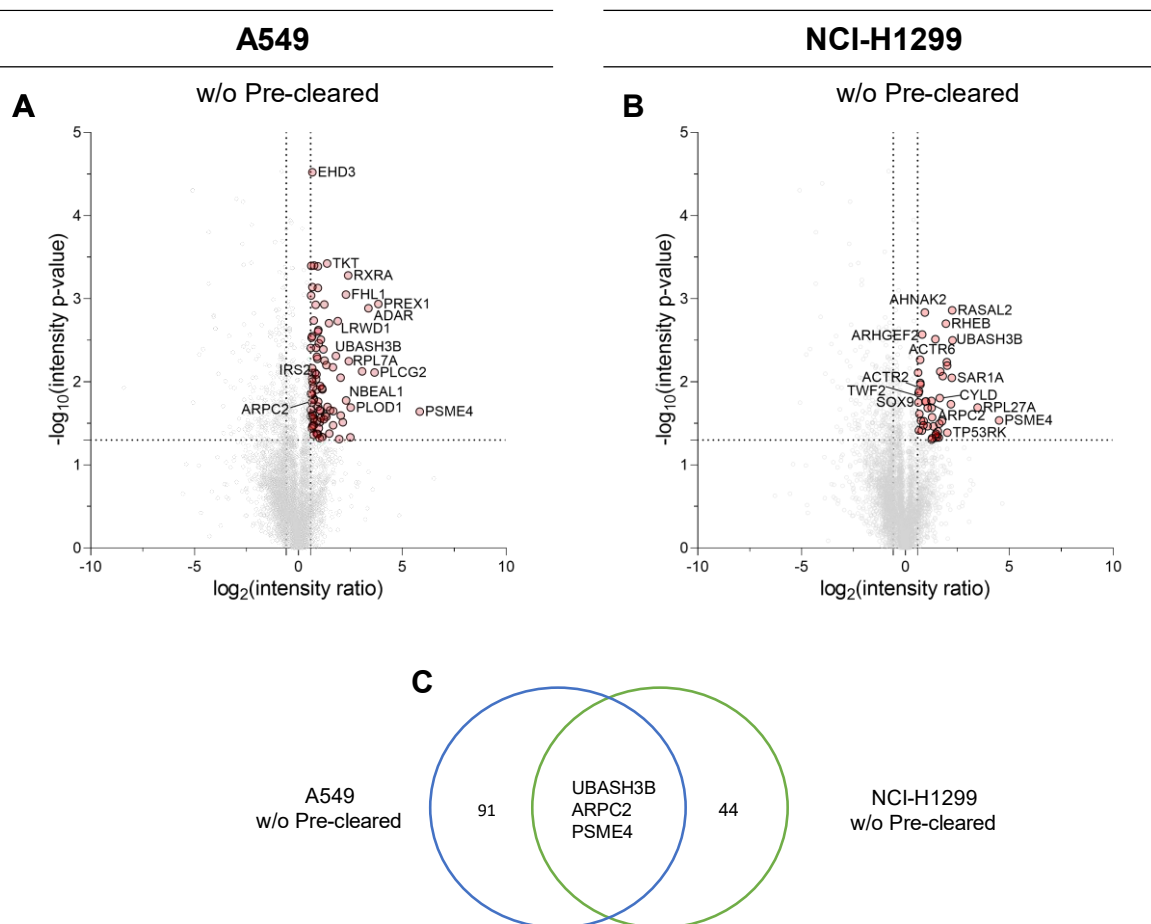 A549
NCI-H1299
w/o Pre-cleared
w/o Pre-cleared
A
B
5
4
3
2
1
0
-10
-5
0
5
10
-log10(intensity p-value)
log2(intensity ratio)
EHD3
TKT
RXRA
FHL1
PREX1
ADAR
LRWD1
UBASH3B
RPL7A
IRS2
PLCG2
NBEAL1
ARPC2
PLOD1
PSME4
5
4
3
2
1
0
-10
-5
0
5
10
-log10(intensity p-value)
log2(intensity ratio)
AHNAK2
RASAL2
RHEB
ARHGEF2
UBASH3B
ACTR6
ACTR2
SAR1A
TWF2
CYLD
SOX9
RPL27A
ARPC2
PSME4
TP53RK
C
A549
w/o Pre-cleared
91
UBASH3B
ARPC2
PSME4
44
NCI-H1299
w/o Pre-cleared